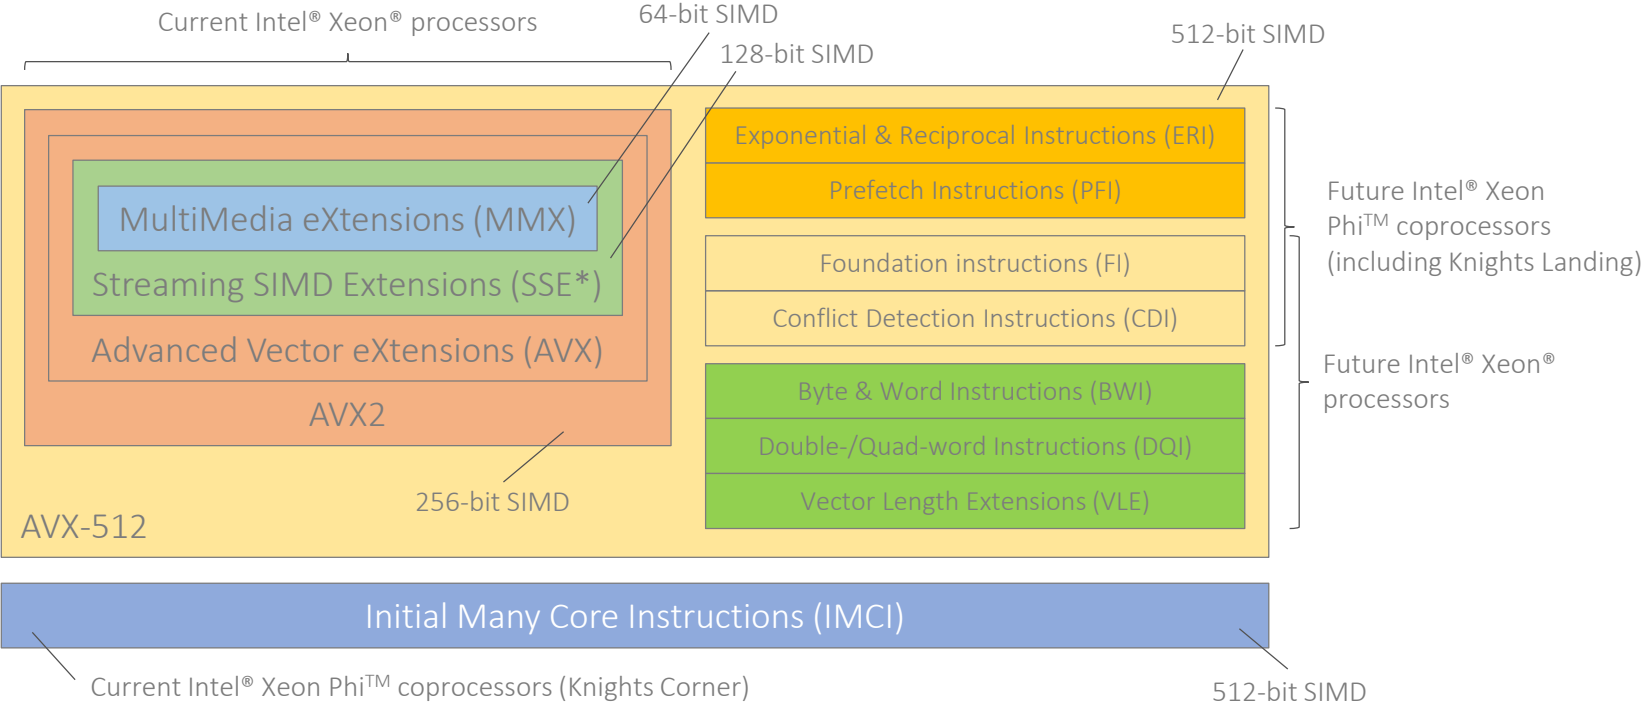 Current Intel® Xeon® processors
64-bit SIMD
128-bit SIMD
512-bit SIMD
MultiMedia eXtensions (MMX)
Streaming SIMD Extensions (SSE*)
Advanced Vector eXtensions (AVX)
AVX2
256-bit SIMD
AVX-512
Exponential & Reciprocal Instructions (ERI)
Prefetch Instructions (PFI)
Foundation instructions (FI)
Conflict Detection Instructions (CDI)
Byte & Word Instructions (BWI)
Double-/Quad-word Instructions (DQI)
Vector Length Extensions (VLE)
Future Intel® Xeon
Phi™ coprocessors
(including Knights Landing)
Future Intel® Xeon®
processors
Initial Many Core Instructions (IMCI)
Current Intel® Xeon Phi™ coprocessors (Knights Corner)
512-bit SIMD